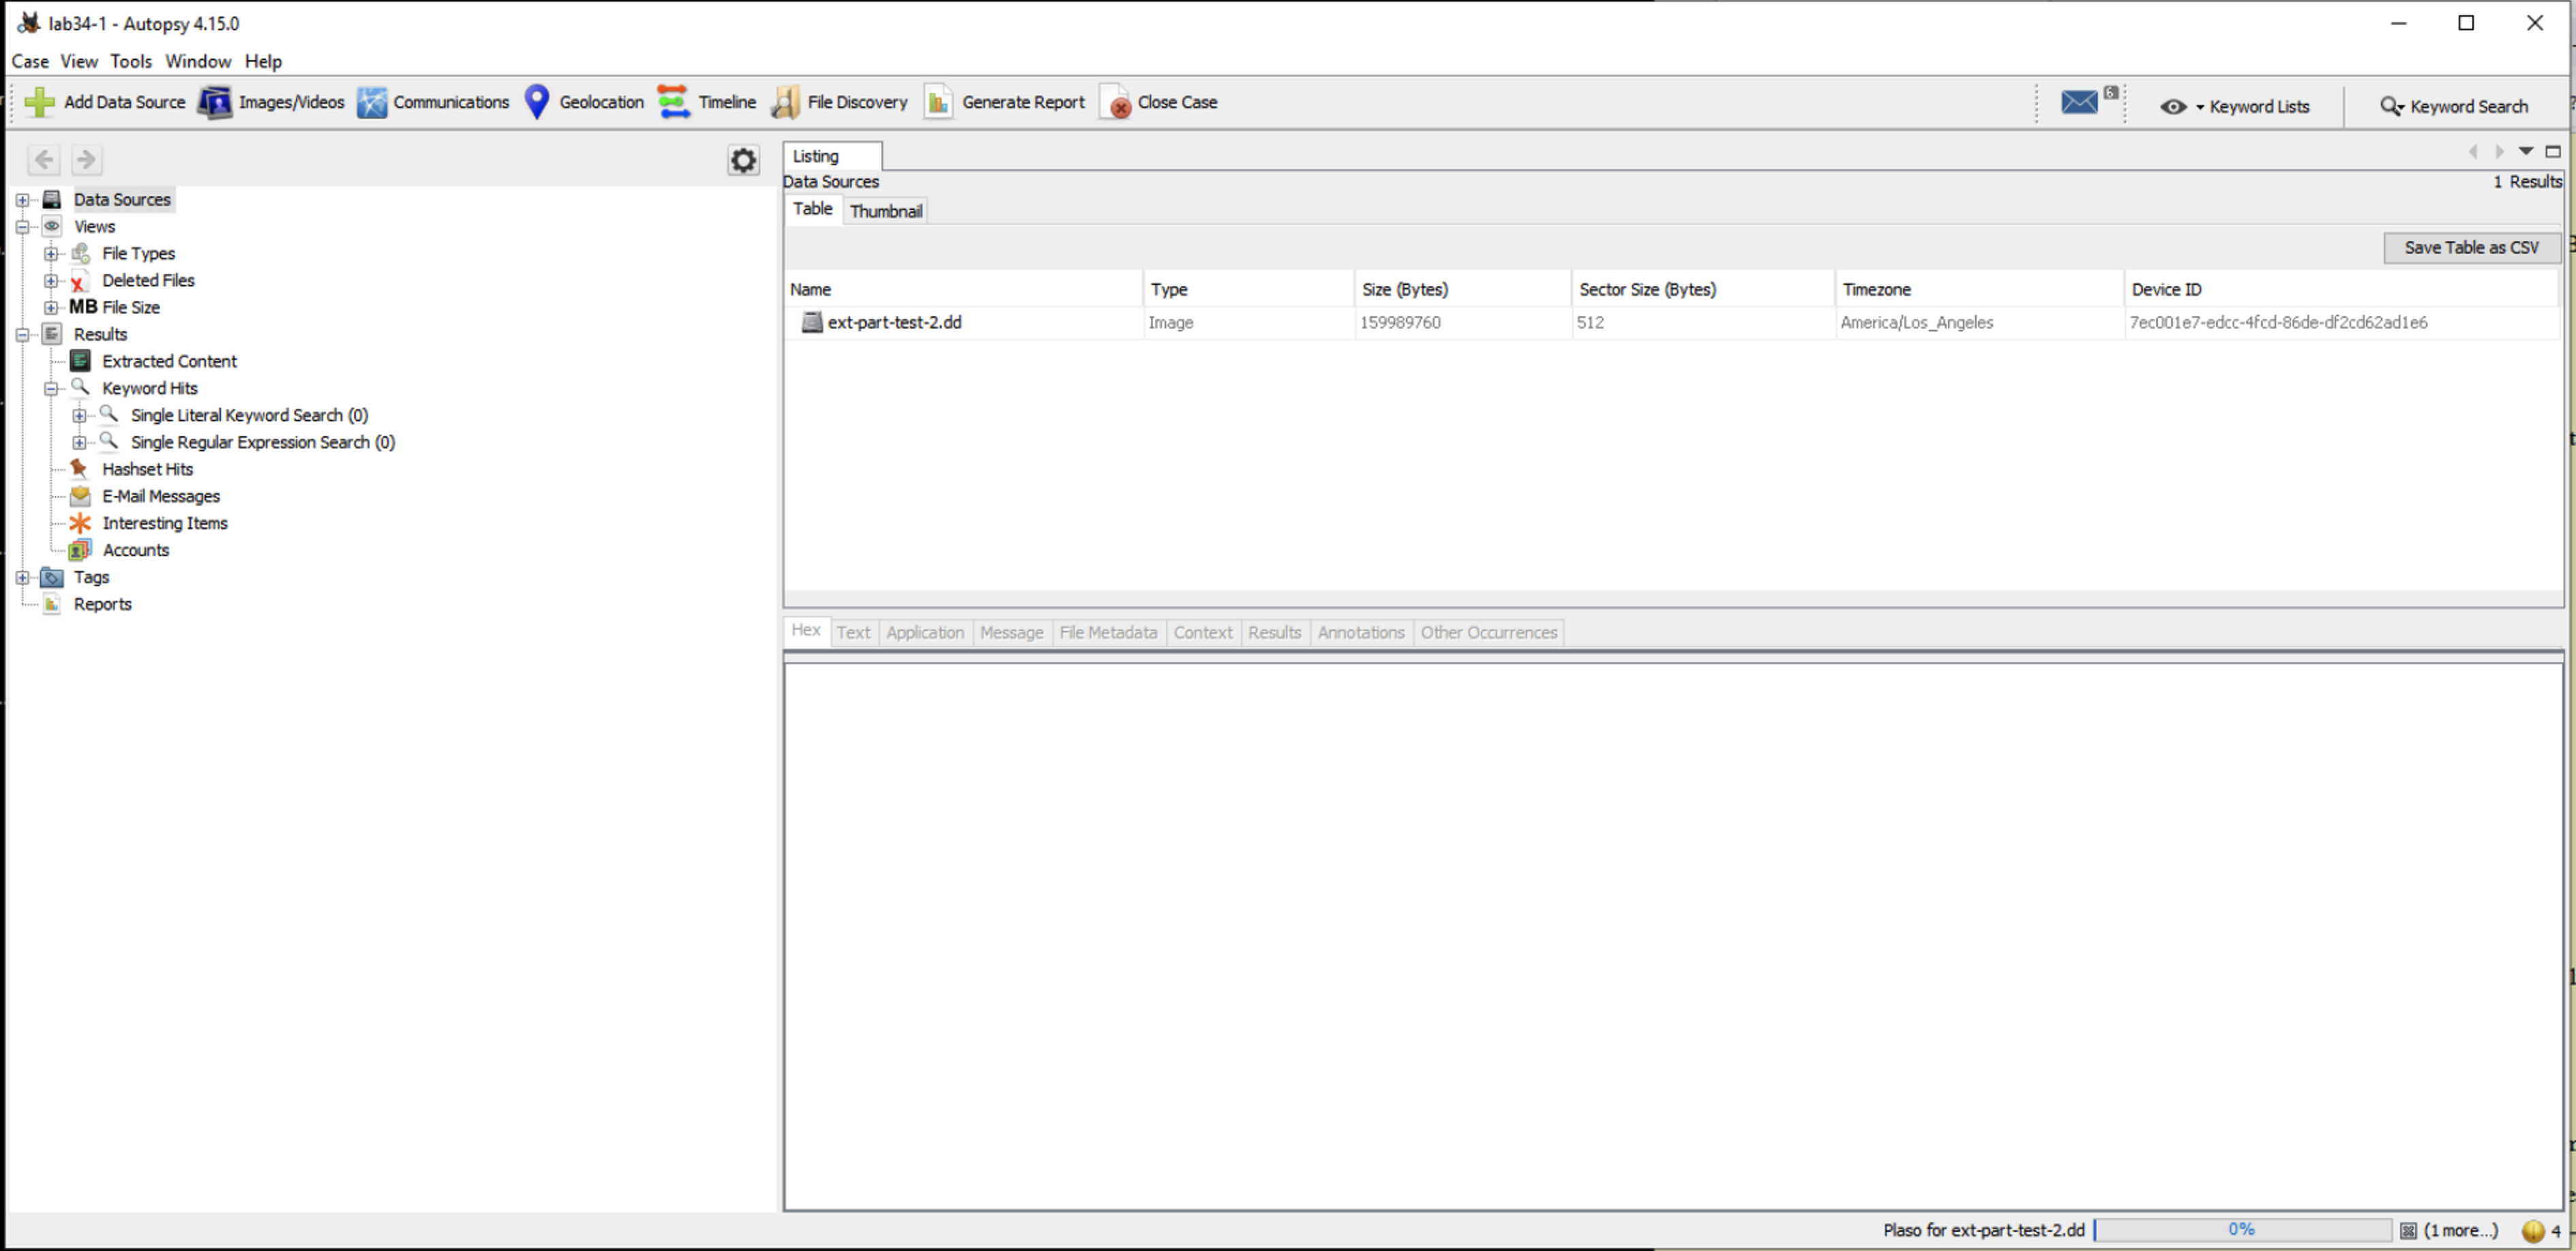 lab34-1 - Autopsy 4.15.0
Case View Tools Window Help
Add Data Source Images/Videos Communications Geolocation Timeline File Discovery Generate Report Close Case 6 Keyword Lists Keyword Search
Data Sources
Views
File Types
Deleted Files
MB File Size
Results
Extracted Content
Keyword Hits
Single Literal Keyword Search (0)
Single Regular Expression Search (0)
Hashset Hits
E-Mail Messages
Interesting Items
Accounts
Tags
Reports
Listing
Data Sources 1 Results
Table Thumbnail
Save Table as CSV
Name Type Size (Bytes) Sector Size (Bytes) Timezone Device ID
ext-part-test-2.dd Image 159989760 512 America/Los_Angeles 7ec001e7-edcc-4fcd-86de-df2cd62ad1e6
Hex Text Application Message File Metadata Context Results Annotations Other Occurrences
Plaso for ext-part-test-2.dd 0% (1 more...) 4